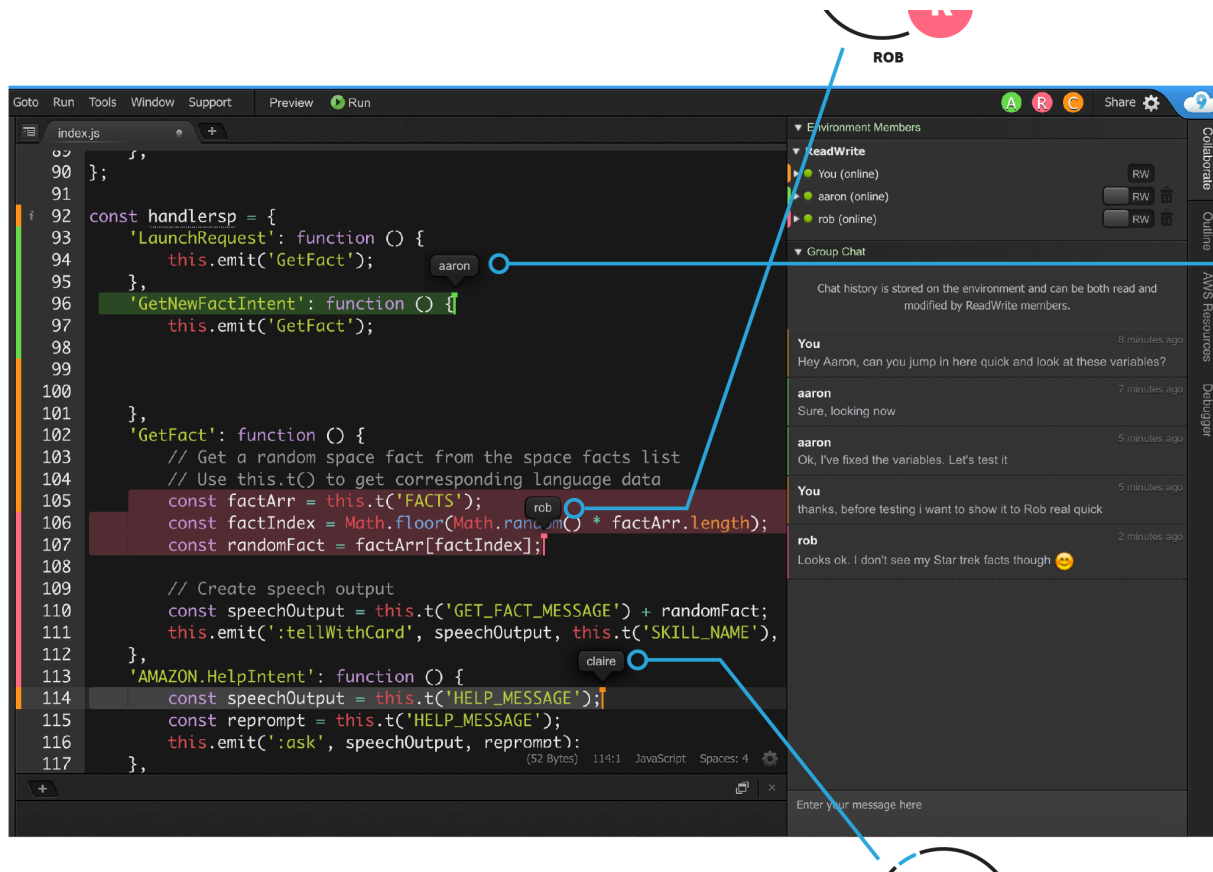 R
ROB
Goto Run Tools Window Support Preview Run
A R C Share 9
index.js +
▼ Environment Members
▼ ReadWrite
You (online) RW
aaron (online) RW
rob (online) RW
▼ Group Chat
Chat history is stored on the environment and can be both read and
modified by ReadWrite members.
You 8 minutes ago
Hey Aaron, can you jump in here quick and look at these variables?
aaron 7 minutes ago
Sure, looking now
aaron 5 minutes ago
Ok, I've fixed the variables. Let's test it
You 5 minutes ago
thanks, before testing i want to show it to Rob real quick
rob 2 minutes ago
Looks ok. I don't see my Star trek facts though 😊
Enter your message here
Collaborate
Outline
AWS Resources
Debugger
89 },
90 };
91
i 92 const handlersp = {
93 'LaunchRequest': function () {
94 this.emit('GetFact');
aaron
95 },
96 'GetNewFactIntent': function () {
97 this.emit('GetFact');
98
99
100
101 },
102 'GetFact': function () {
103 // Get a random space fact from the space facts list
104 // Use this.t() to get corresponding language data
105 const factArr = this.t('FACTS');
rob
106 const factIndex = Math.floor(Math.random() * factArr.length);
107 const randomFact = factArr[factIndex];
108
109 // Create speech output
110 const speechOutput = this.t('GET_FACT_MESSAGE') + randomFact;
111 this.emit(':tellWithCard', speechOutput, this.t('SKILL_NAME'),
112 },
claire
113 'AMAZON.HelpIntent': function () {
114 const speechOutput = this.t('HELP_MESSAGE');
115 const reprompt = this.t('HELP_MESSAGE');
116 this.emit(':ask', speechOutput, reprompt);
117 },
(52 Bytes) 114:1 JavaScript Spaces: 4
+